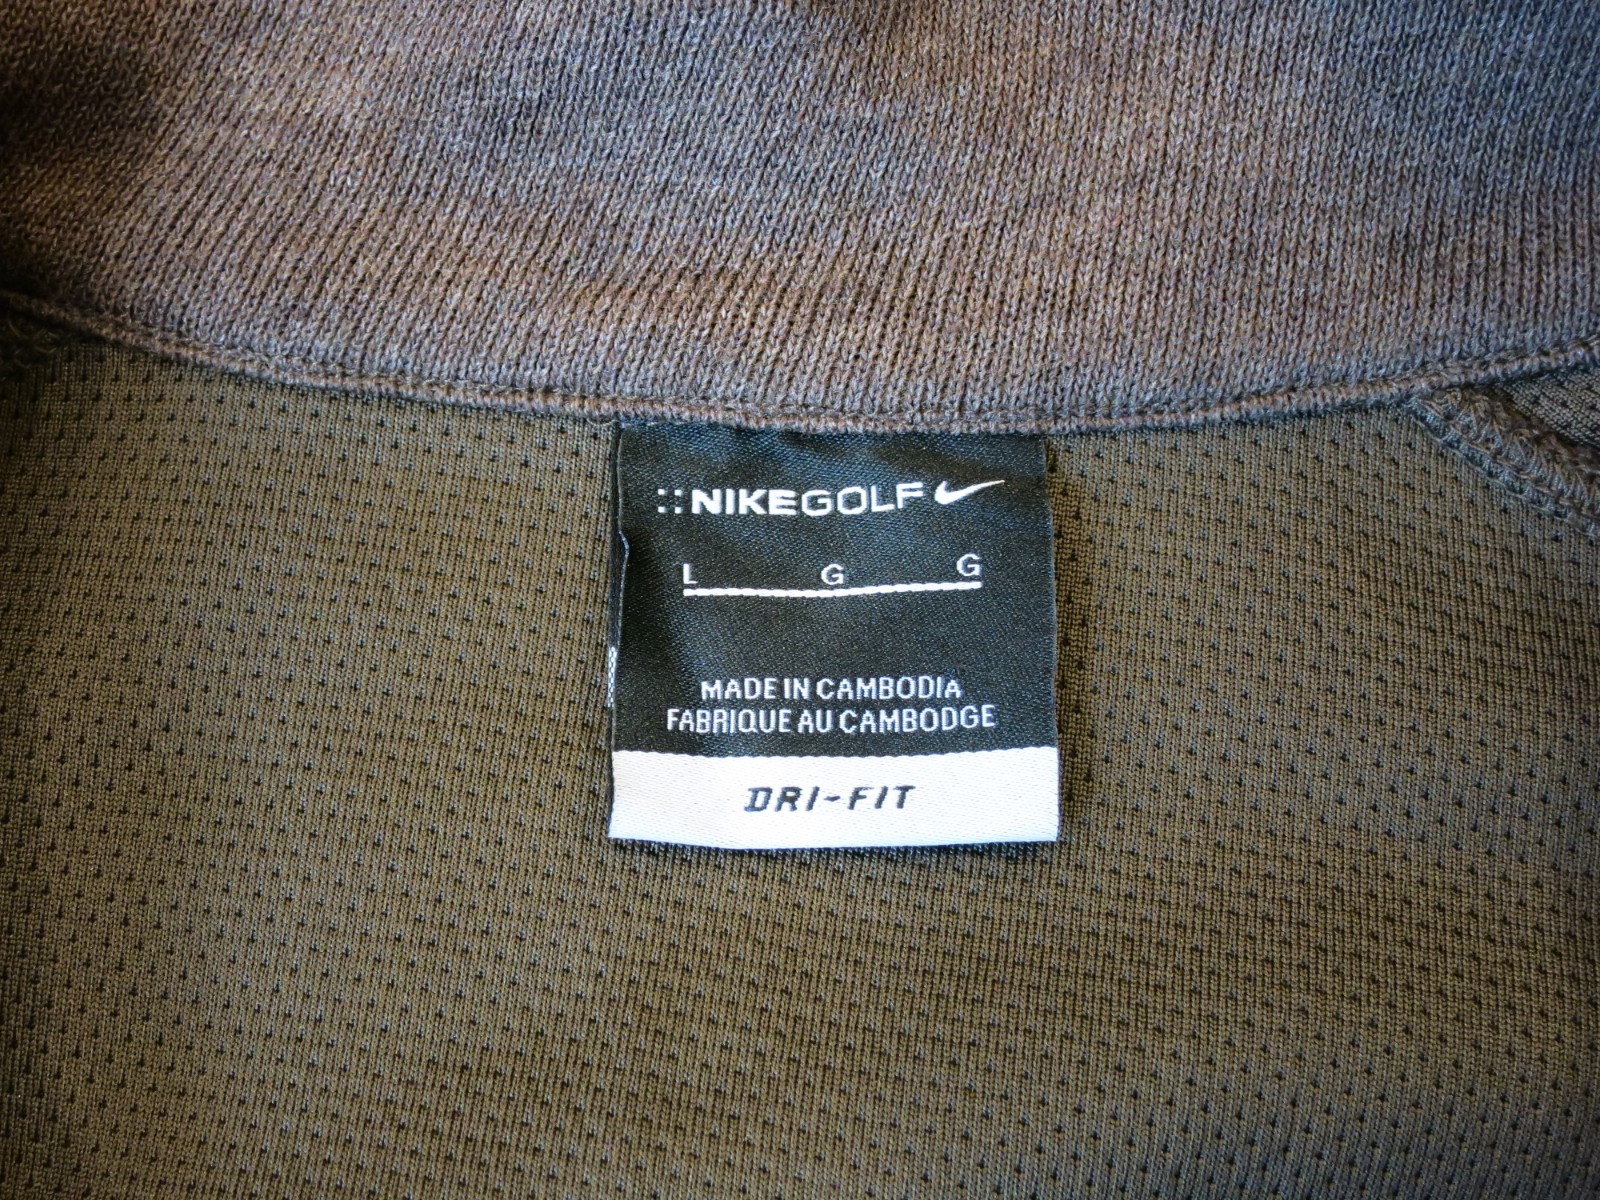 NIKEGOLF
L G G
MADE IN CAMBODIA
FABRIQUE AU CAMBODGE
DRI-FIT